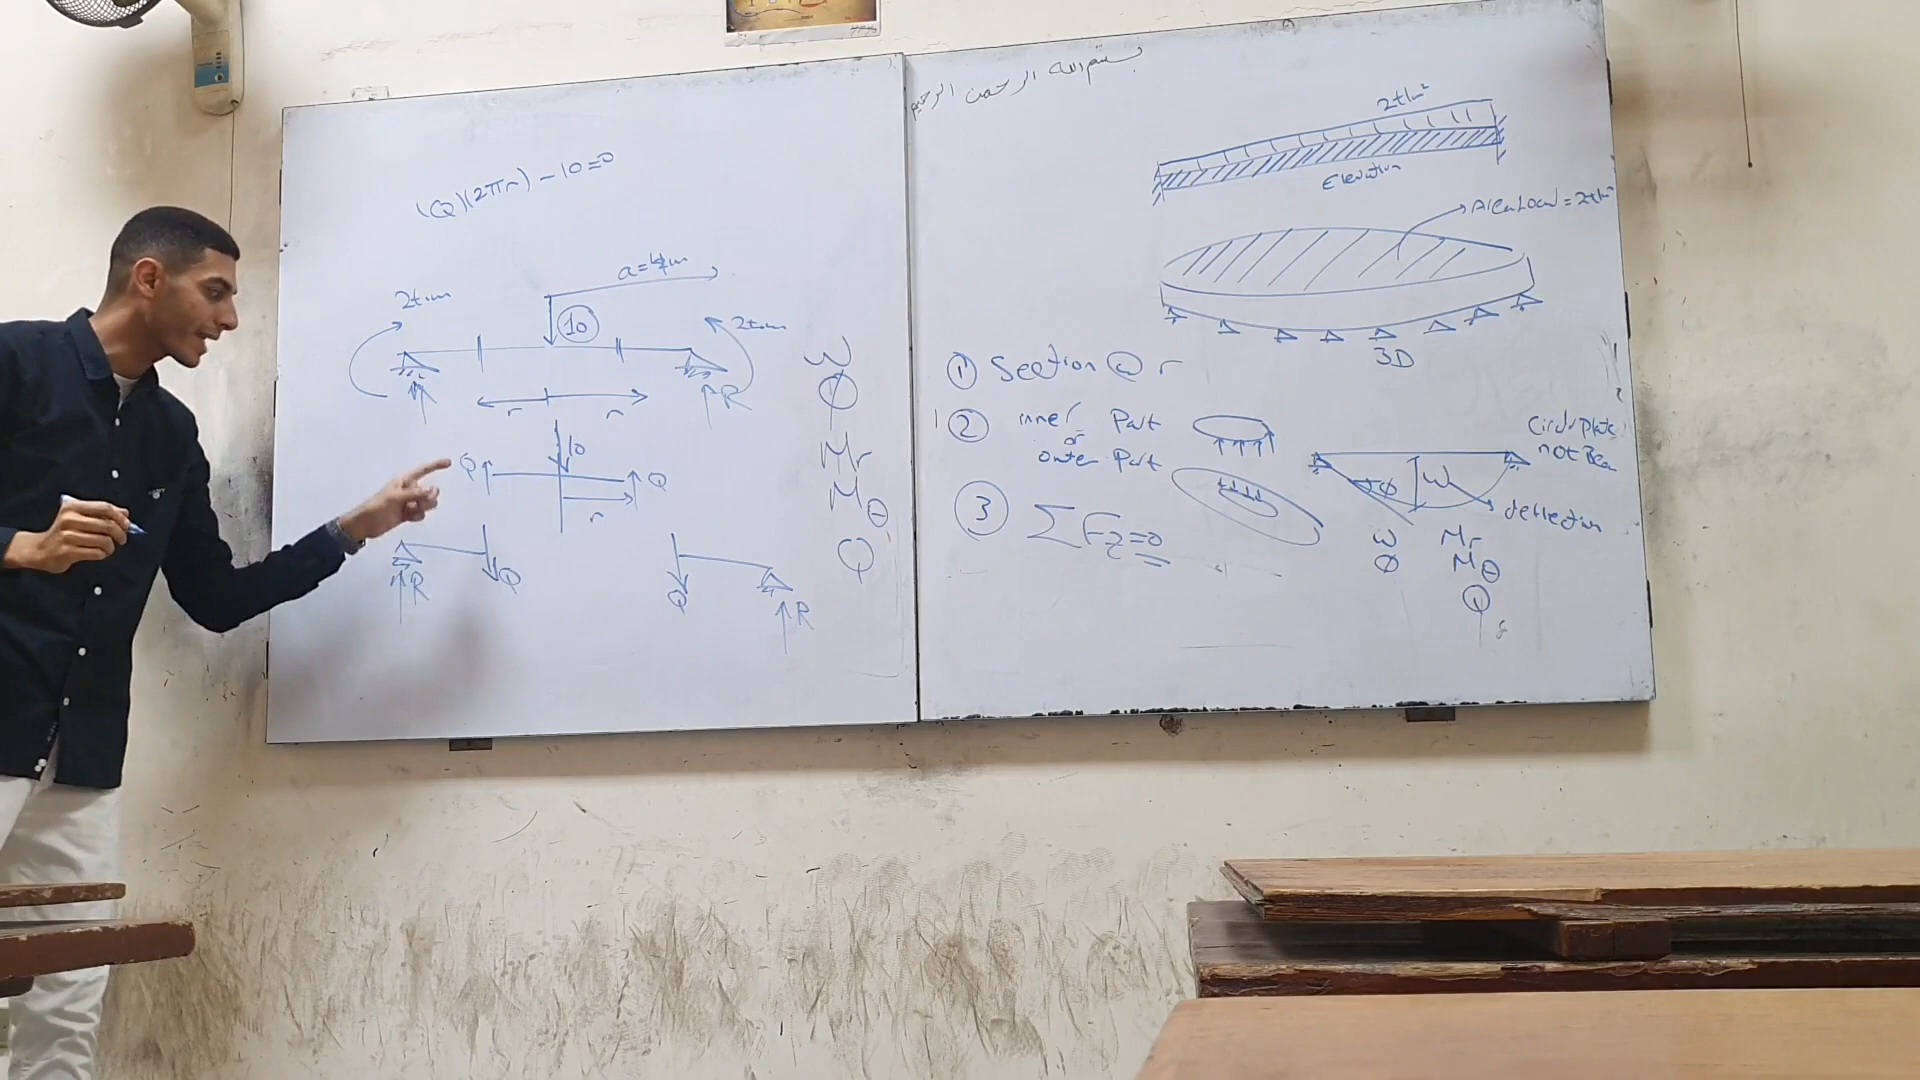 (Q)(2πr) - 10 = 0
2t.m
10
2t.m
R
r
r
10
Q
Q
r
R
Q
Q
R
ω
Φ
Mr
Mθ
Q
بسم الله الرحمن الرحيم
2t/m²
Elevation
Area Load = 2t/m²
3D
① Section @ r
② inner Part
or
outer Part
③ ΣFz = 0
Circular Plate
not Beam
Φ
ω
deflection
ω
Φ
Mr
Mθ
Q